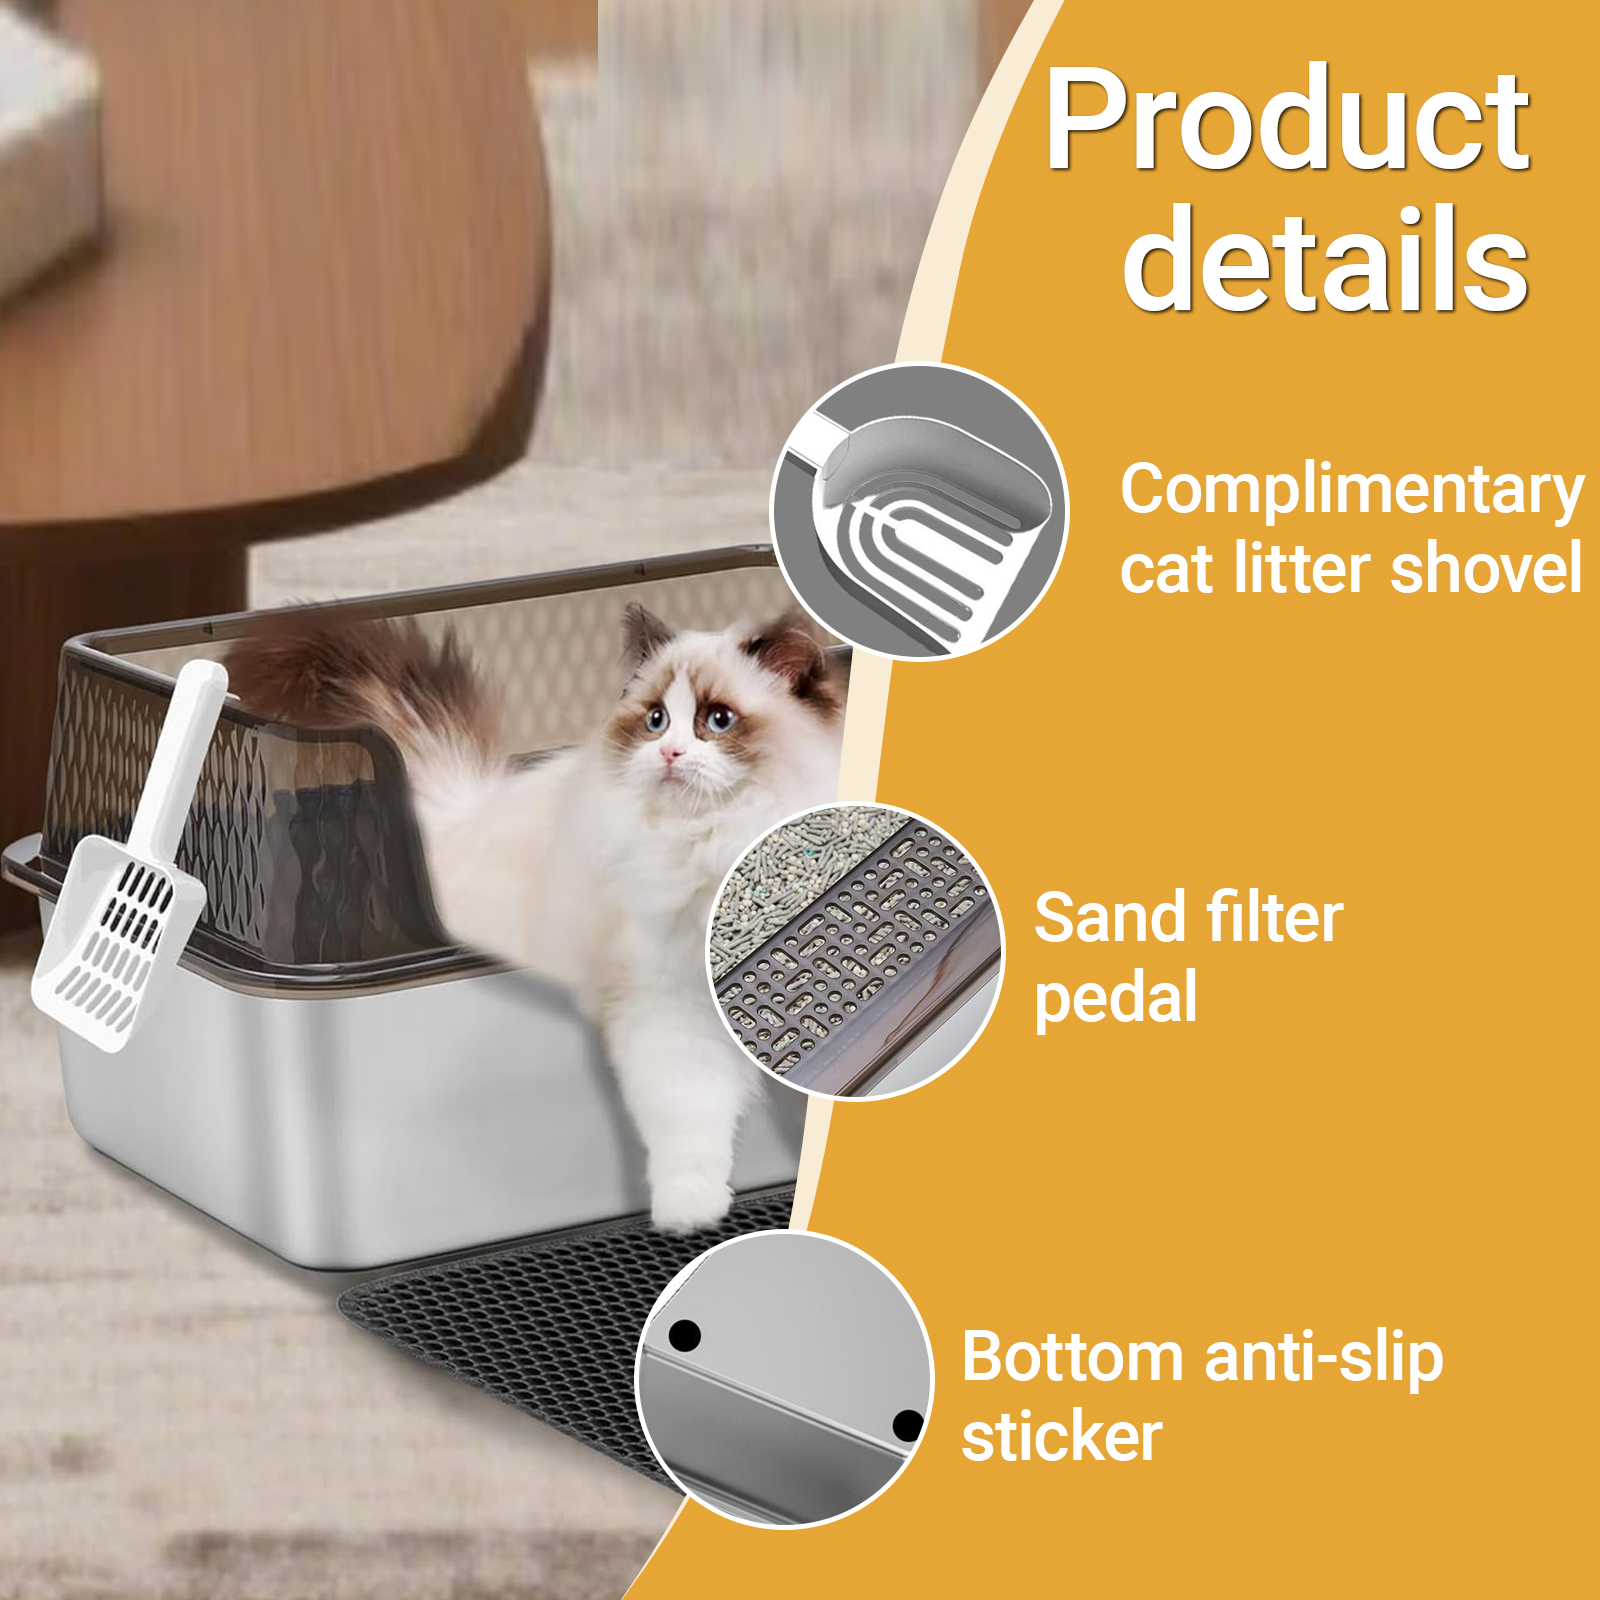 Product
details
Complimentary
cat litter shovel
Sand filter
pedal
Bottom anti-slip
sticker